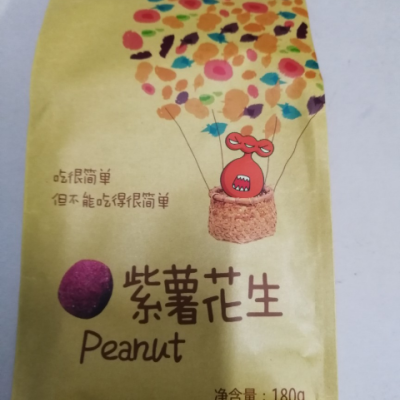 吃很简单
但不能吃得很简单
紫薯花生
Peanut
净含量：180g